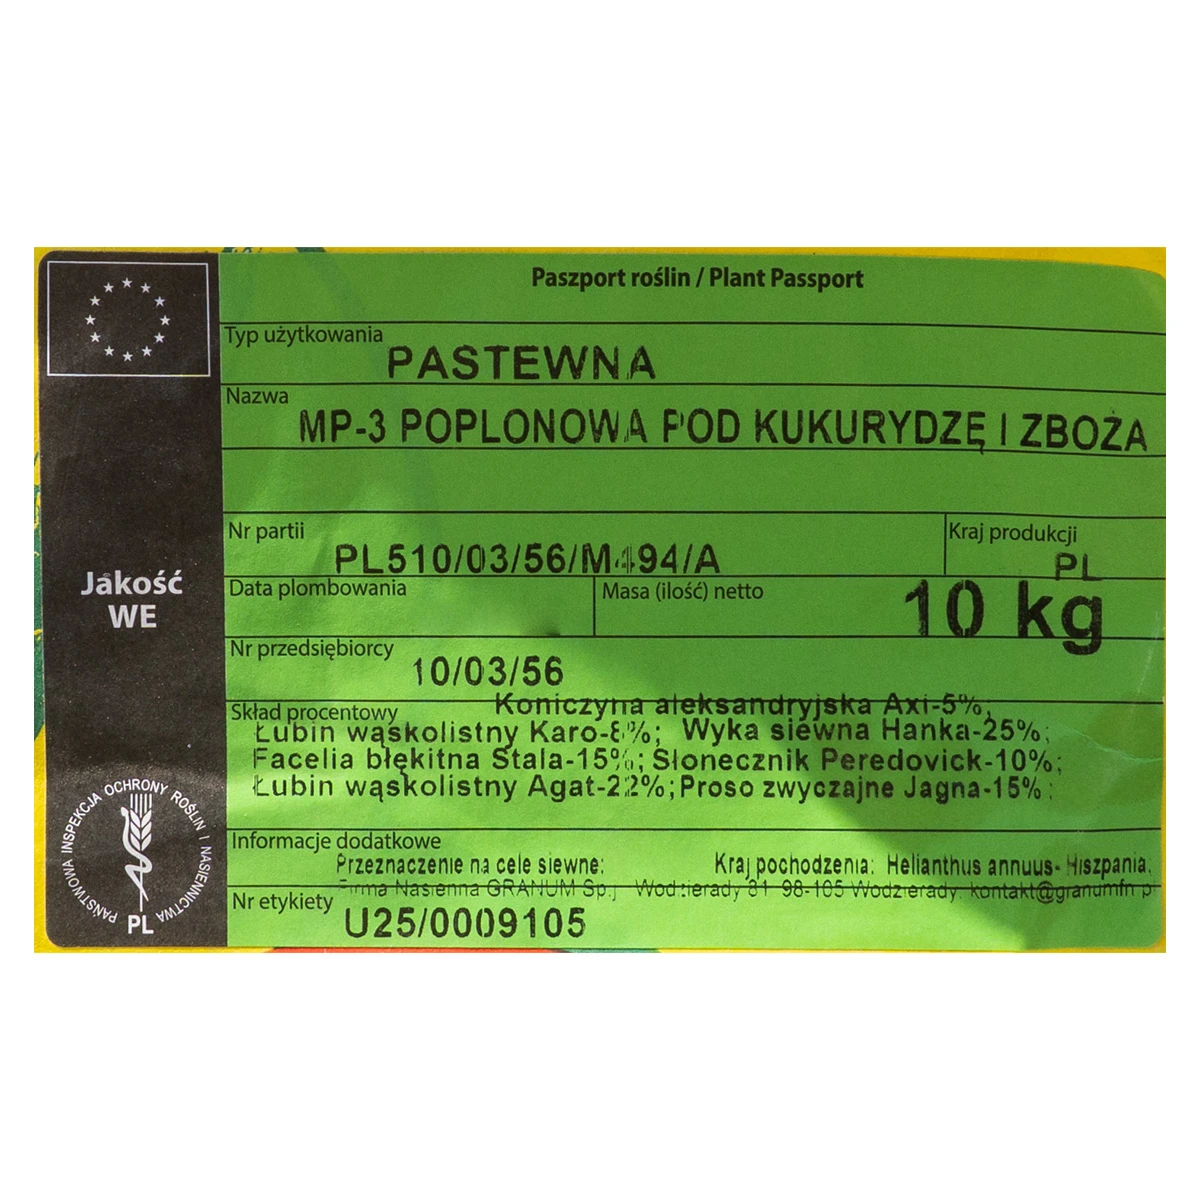 Paszport roślin / Plant Passport
Typ użytkowania
PASTEWNA
Nazwa
MP-3 POPLONOWA POD KUKURYDZĘ I ZBOŻA
Nr partii
PL510/03/56/M494/A
Kraj produkcji
PL
Data plombowania
Masa (ilość) netto
10 kg
Nr przedsiębiorcy
10/03/56
Skład procentowy
Koniczyna aleksandryjska Axi-5%;
Łubin wąskolistny Karo-8%; Wyka siewna Hanka-25%;
Facelia błękitna Stala-15%; Słonecznik Peredovick-10%;
Łubin wąskolistny Agat-22%; Proso zwyczajne Jagna-15%;
Informacje dodatkowe
Przeznaczenie na cele siewne; Kraj pochodzenia: Helianthus annuus- Hiszpania,
Firma Nasienna GRANUM Sp.j Wodzierady 31 98-105 Wodzierady, kontakt@granumfn.pl
Nr etykiety
U25/0009105
Jakość
WE
PAŃSTWOWA INSPEKCJA OCHRONY ROŚLIN I NASIENNICTWA
PL